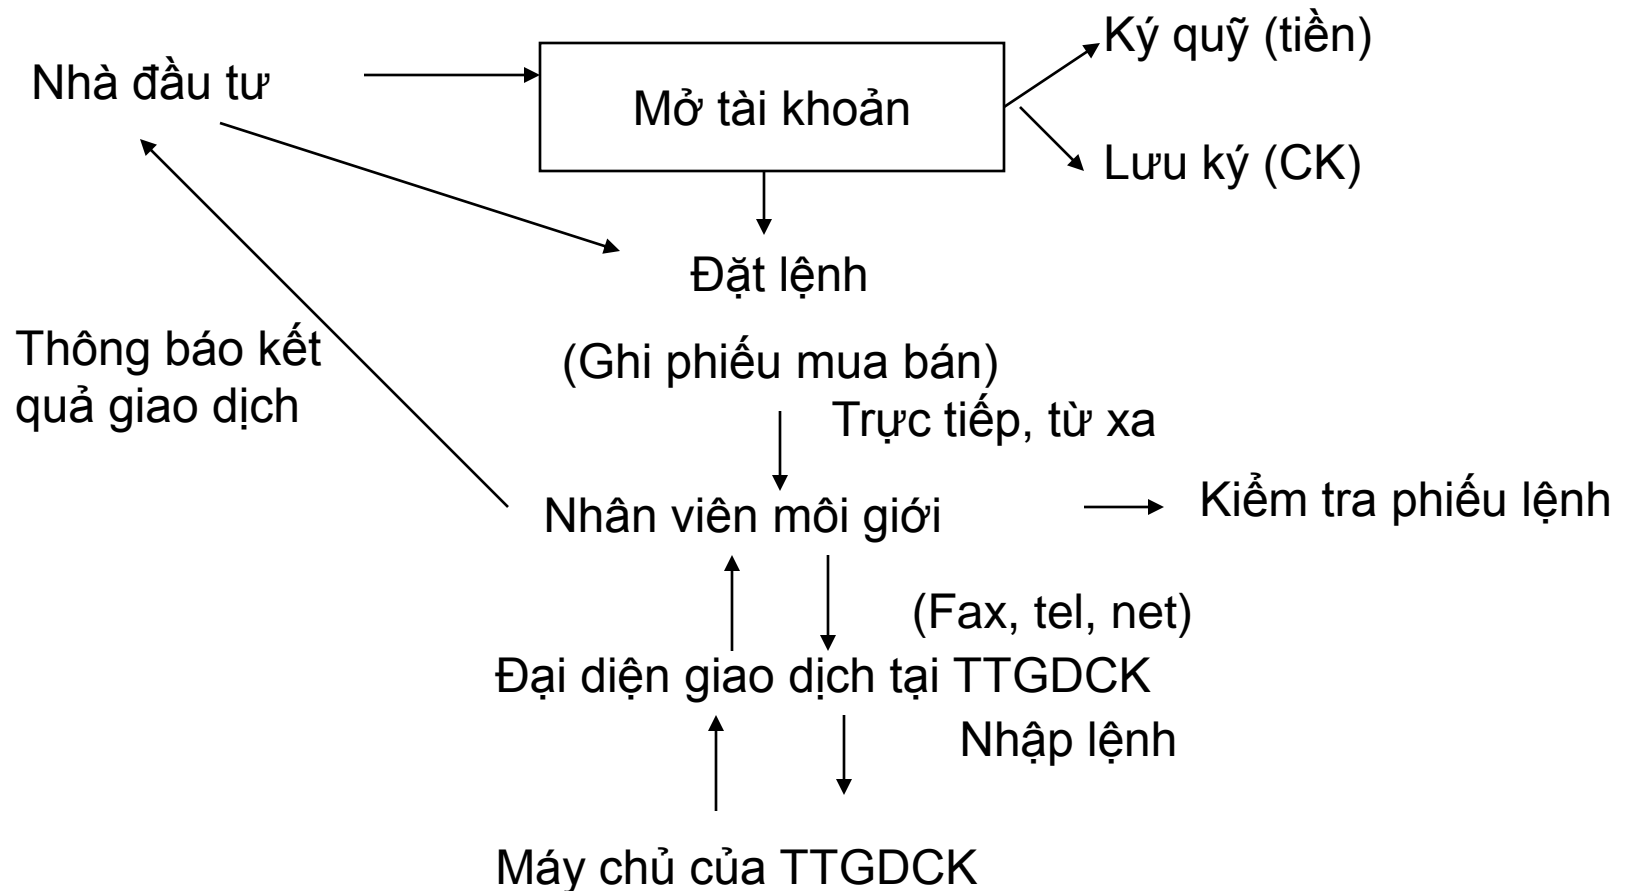 Ký quỹ (tiền)
Nhà đầu tư
Mở tài khoản
Lưu ký (CK)
Đặt lệnh
Thông báo kết
quả giao dịch
(Ghi phiếu mua bán)
Trực tiếp, từ xa
Nhân viên môi giới
Kiểm tra phiếu lệnh
(Fax, tel, net)
Đại diện giao dịch tại TTGDCK
Nhập lệnh
Máy chủ của TTGDCK